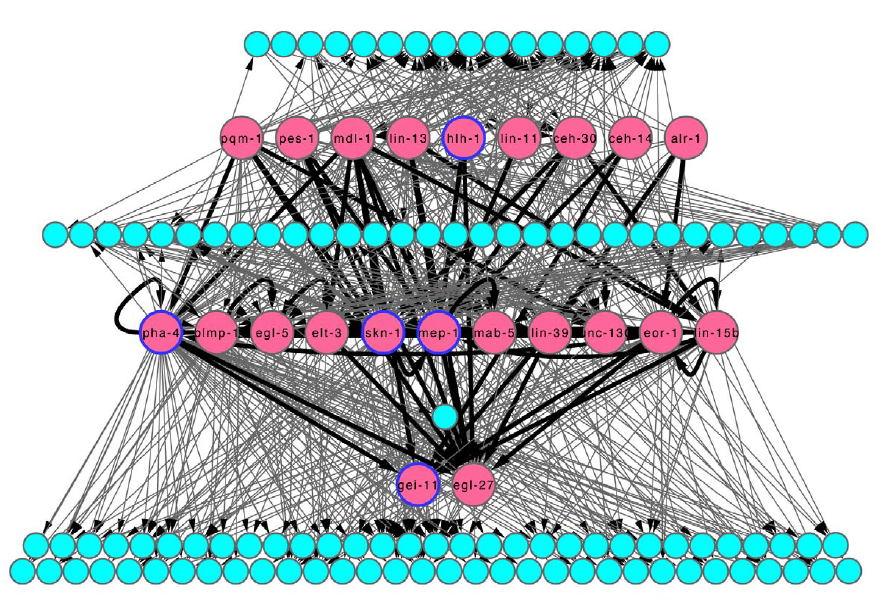 pqm-1 pes-1 mdl-1 lin-13 hlh-1 lin-11 ceh-30 ceh-14 alr-1
pha-4 blmp-1 egl-5 elt-3 skn-1 mep-1 mab-5 lin-39 unc-130 eor-1 lin-15b
gei-11 egl-27